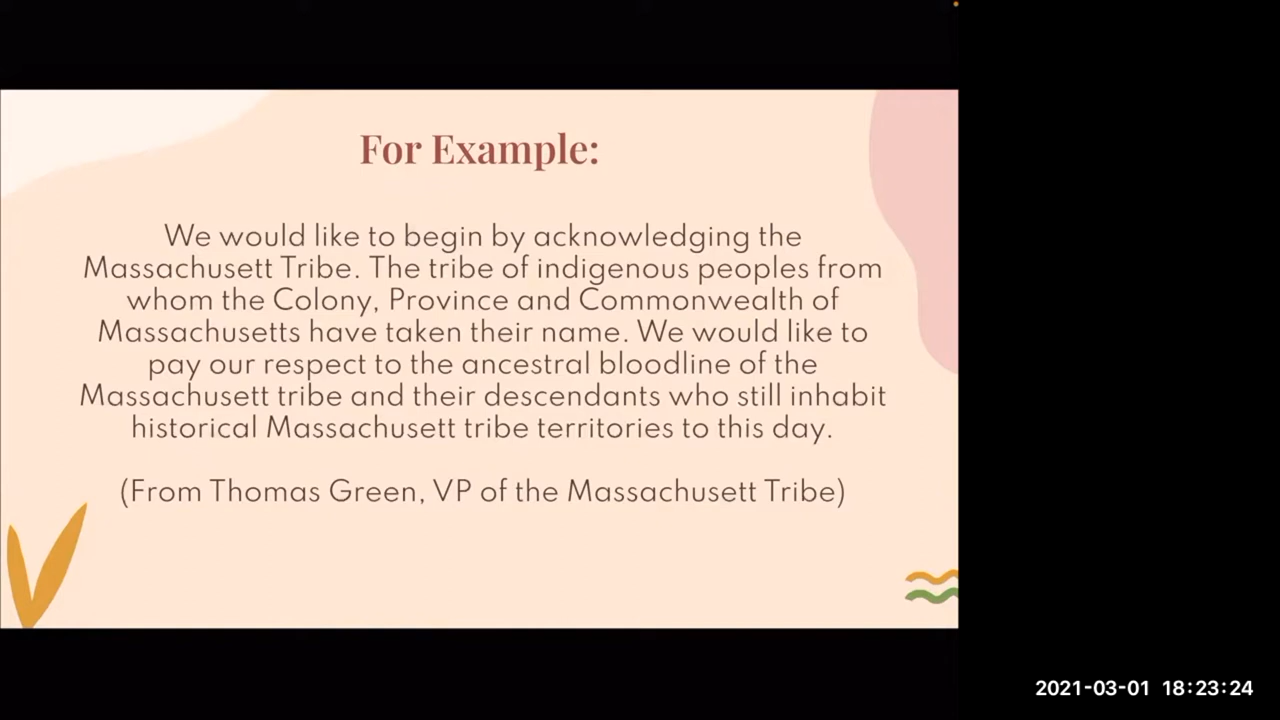 For Example:
We would like to begin by acknowledging the
Massachusett Tribe. The tribe of indigenous peoples from
whom the Colony, Province and Commonwealth of
Massachusetts have taken their name. We would like to
pay our respect to the ancestral bloodline of the
Massachusett tribe and their descendants who still inhabit
historical Massachusett tribe territories to this day.
(From Thomas Green, VP of the Massachusett Tribe)
2021-03-01 18:23:24